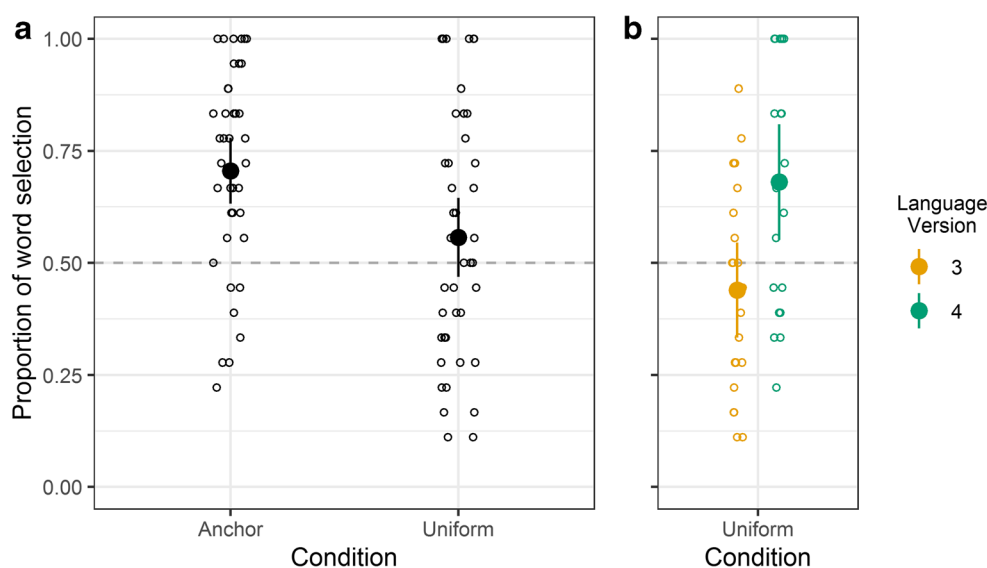 a
b
Proportion of word selection
1.00
0.75
0.50
0.25
0.00
Anchor
Uniform
Condition
Uniform
Condition
Language
Version
3
4